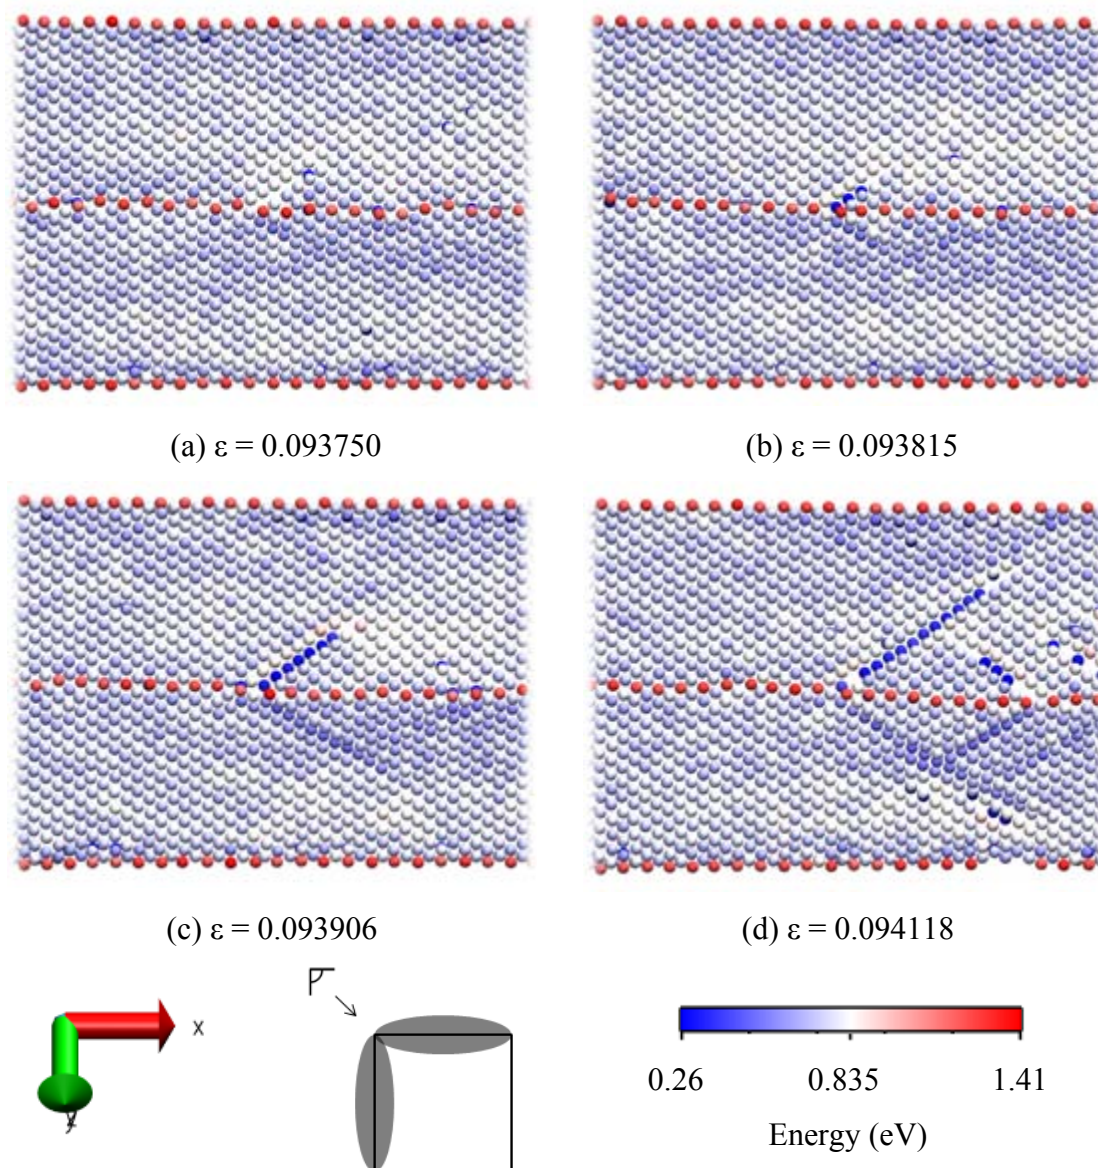 (a) ε = 0.093750
(b) ε = 0.093815
(c) ε = 0.093906
(d) ε = 0.094118
x
0.26 0.835 1.41
Energy (eV)